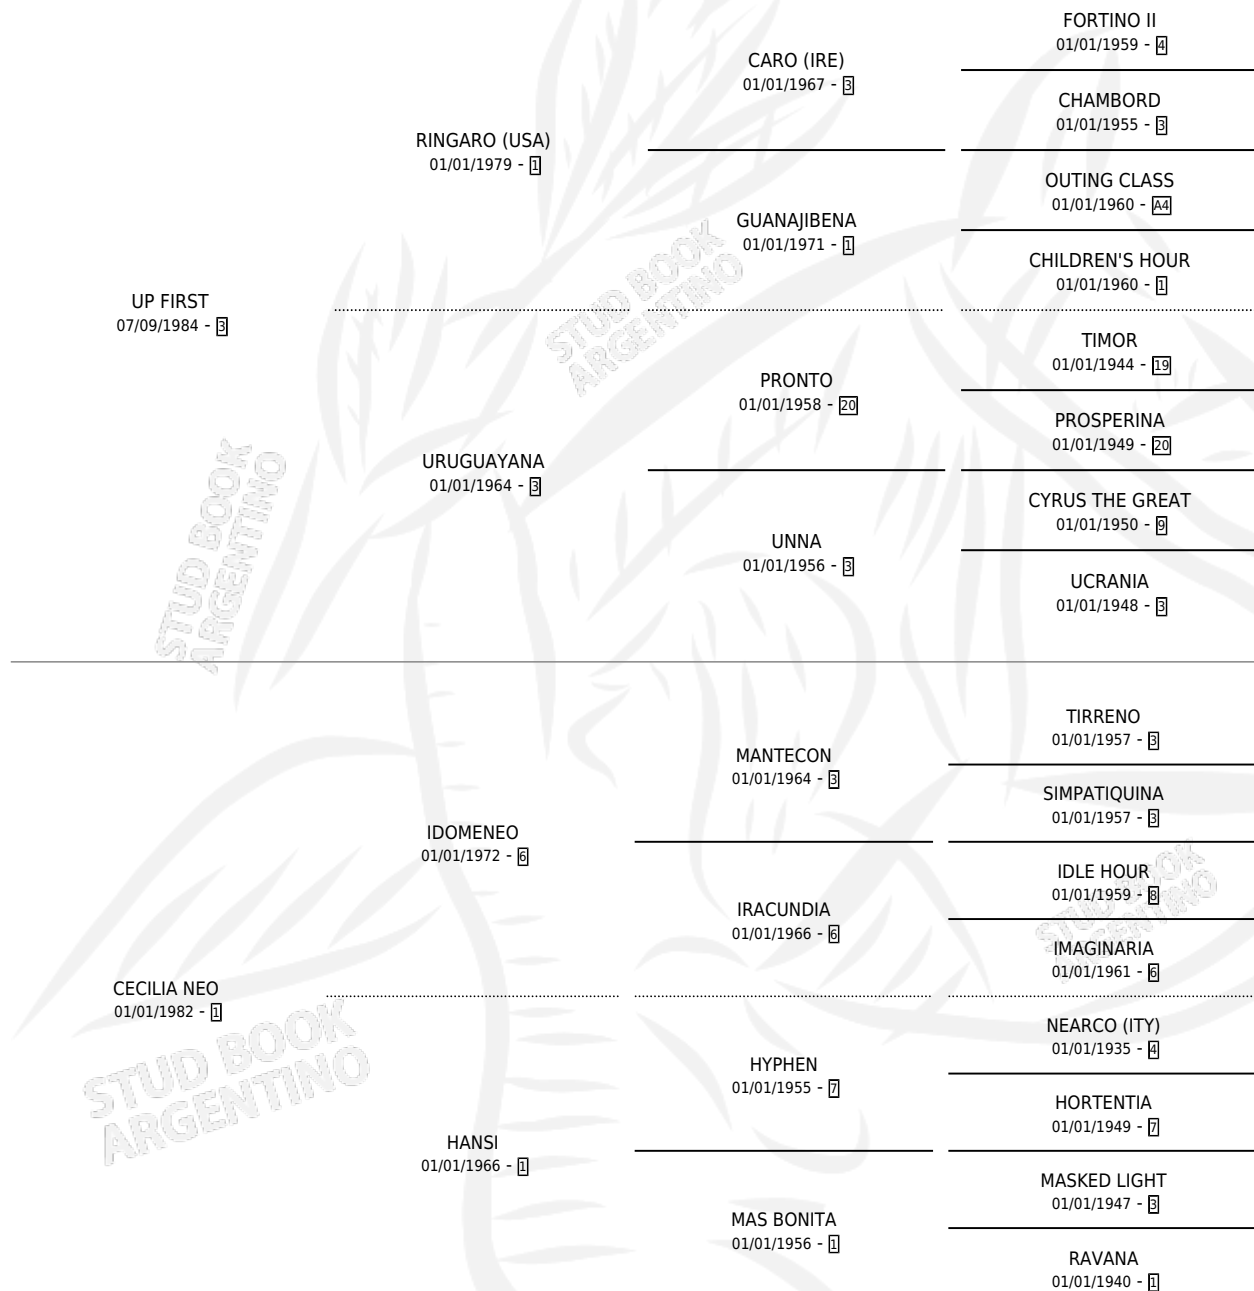 FORTINO II
01/01/1959 - 4
CARO (IRE)
01/01/1967 - 3
CHAMBORD
01/01/1955 - 3
RINGARO (USA)
01/01/1979 - 1
OUTING CLASS
01/01/1960 - A4
GUANAJIBENA
01/01/1971 - 1
CHILDREN'S HOUR
01/01/1960 - 1
UP FIRST
07/09/1984 - 3
STUD BOOK
ARGENTINO
TIMOR
01/01/1944 - 19
PRONTO
01/01/1958 - 20
PROSPERINA
01/01/1949 - 20
URUGUAYANA
01/01/1964 - 3
CYRUS THE GREAT
01/01/1950 - 9
UNNA
01/01/1956 - 3
UCRANIA
01/01/1948 - 3
STUD BOOK
ARGENTINO
TIRRENO
01/01/1957 - 3
MANTECON
01/01/1964 - 3
SIMPATIQUINA
01/01/1957 - 3
IDOMENEO
01/01/1972 - 6
IDLE HOUR
01/01/1959 - 8
IRACUNDIA
01/01/1966 - 6
STUD BOOK
ARGENTINO
IMAGINARIA
01/01/1961 - 6
CECILIA NEO
01/01/1982 - 1
NEARCO (ITY)
01/01/1935 - 4
HYPHEN
01/01/1955 - 7
HORTENTIA
01/01/1949 - 7
STUD BOOK
ARGENTINO
HANSI
01/01/1966 - 1
MASKED LIGHT
01/01/1947 - 3
MAS BONITA
01/01/1956 - 1
RAVANA
01/01/1940 - 1